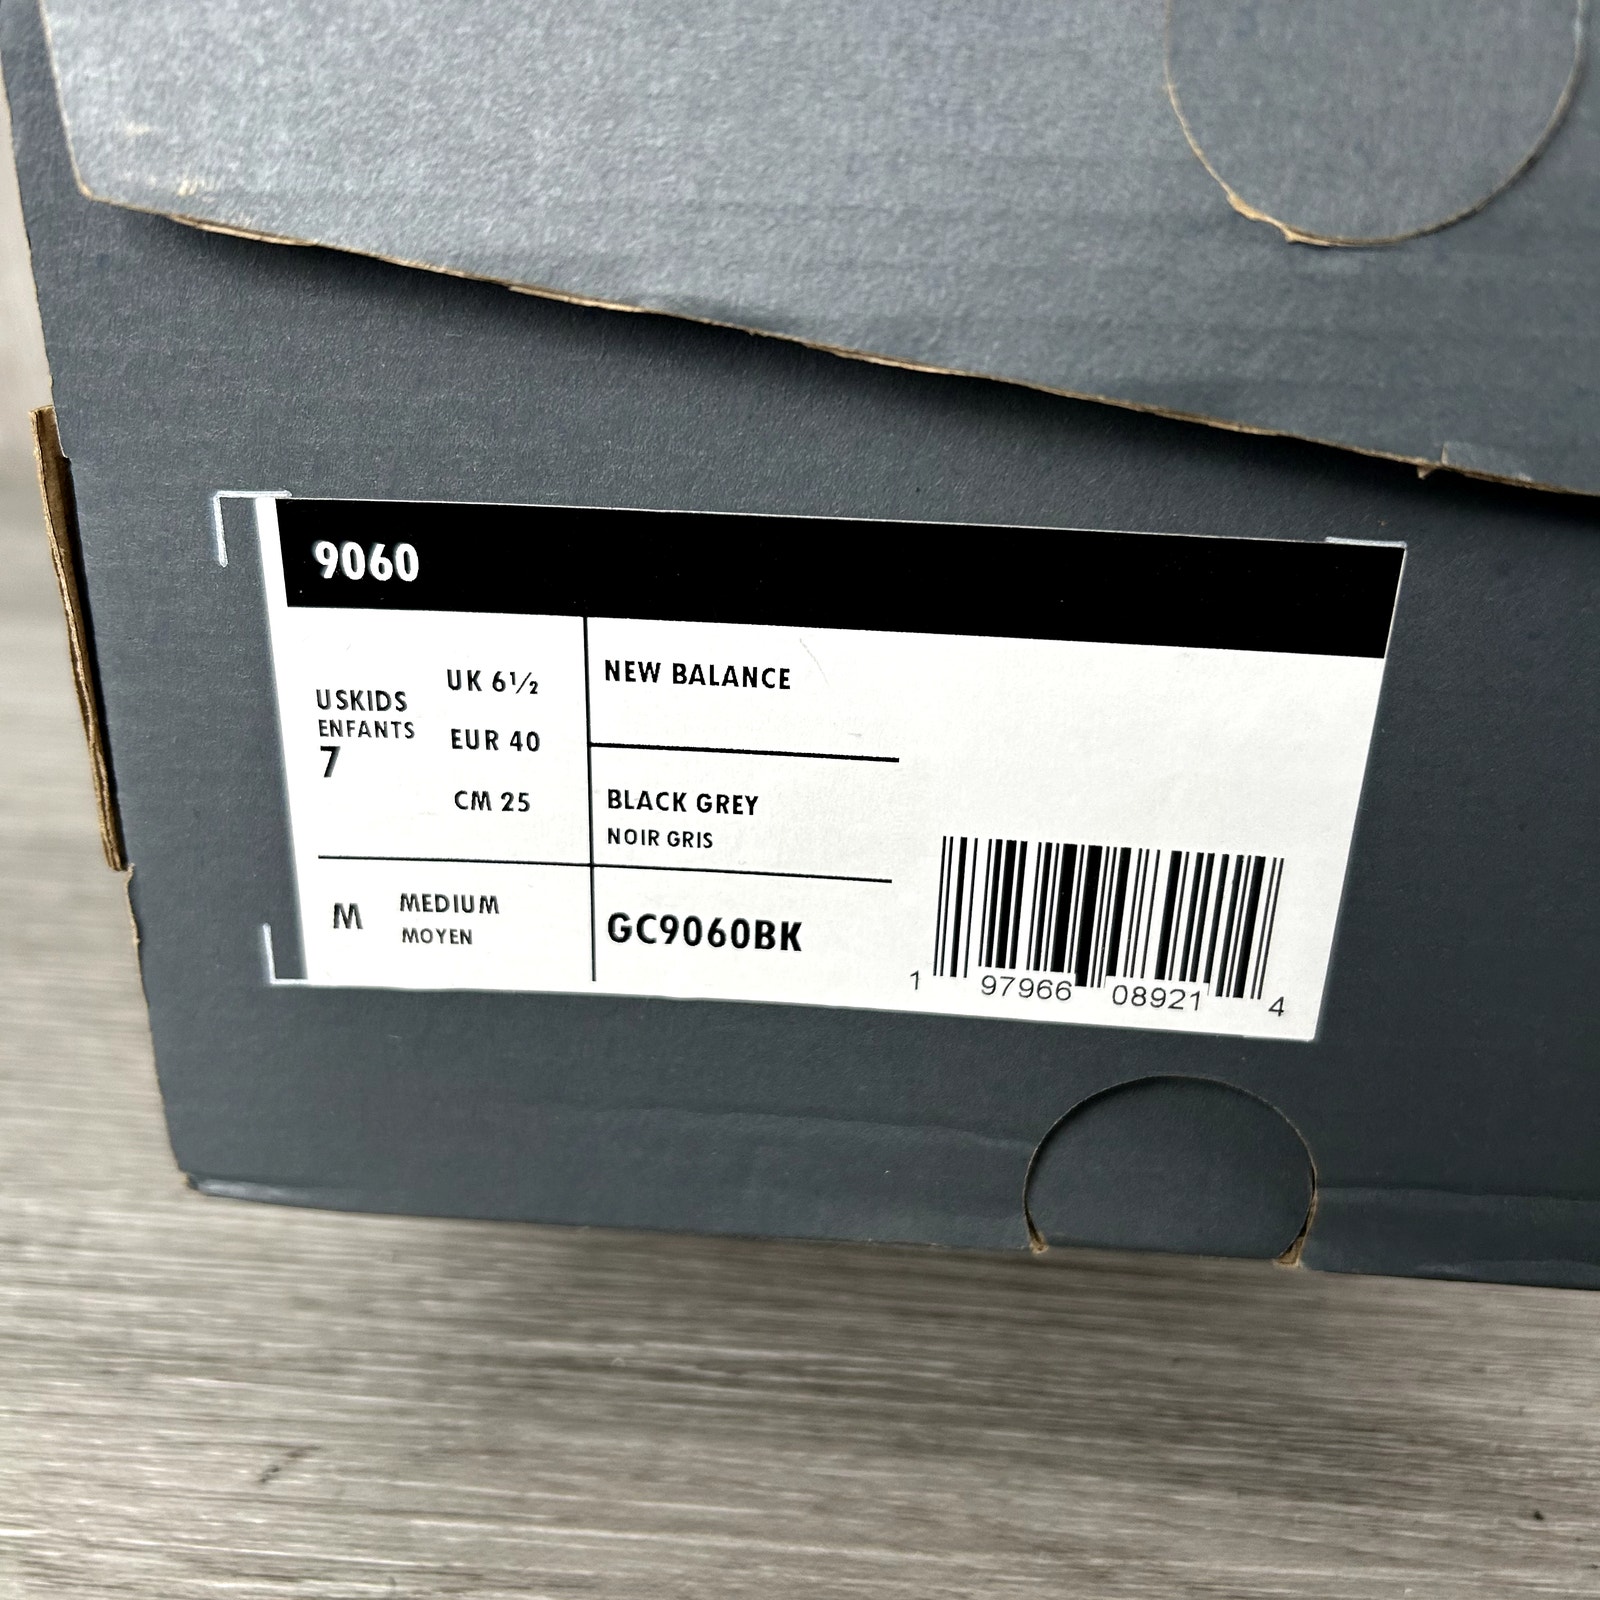 9060
USKIDS
ENFANTS
7
UK 6½
EUR 40
CM 25
NEW BALANCE
BLACK GREY
NOIR GRIS
M
MEDIUM
MOYEN
GC9060BK
1 97966 08921 4